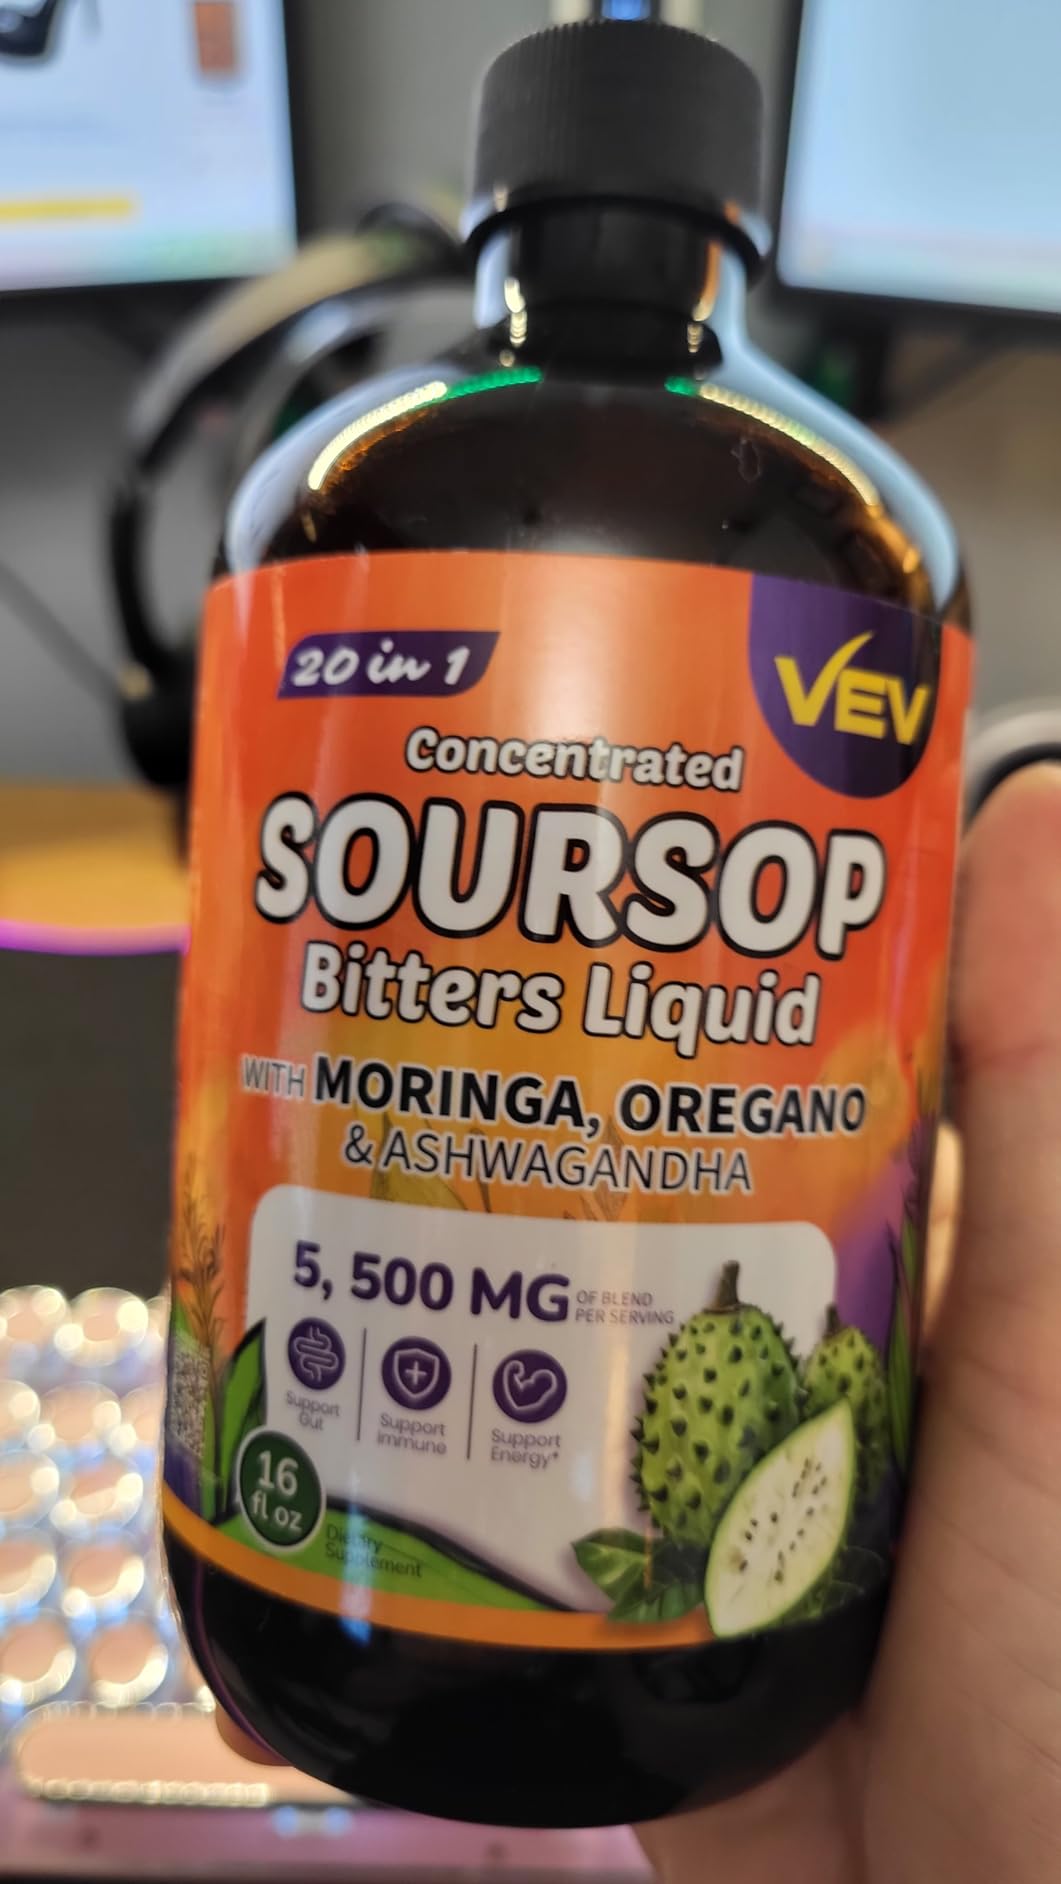 20 in 1
VEV
Concentrated
SOURSOP
Bitters Liquid
WITH MORINGA, OREGANO
& ASHWAGANDHA
5, 500 MG OF BLEND
PER SERVING
Support
Gut
Support
Immune
Support
Energy*
16
fl oz
Dietary
Supplement